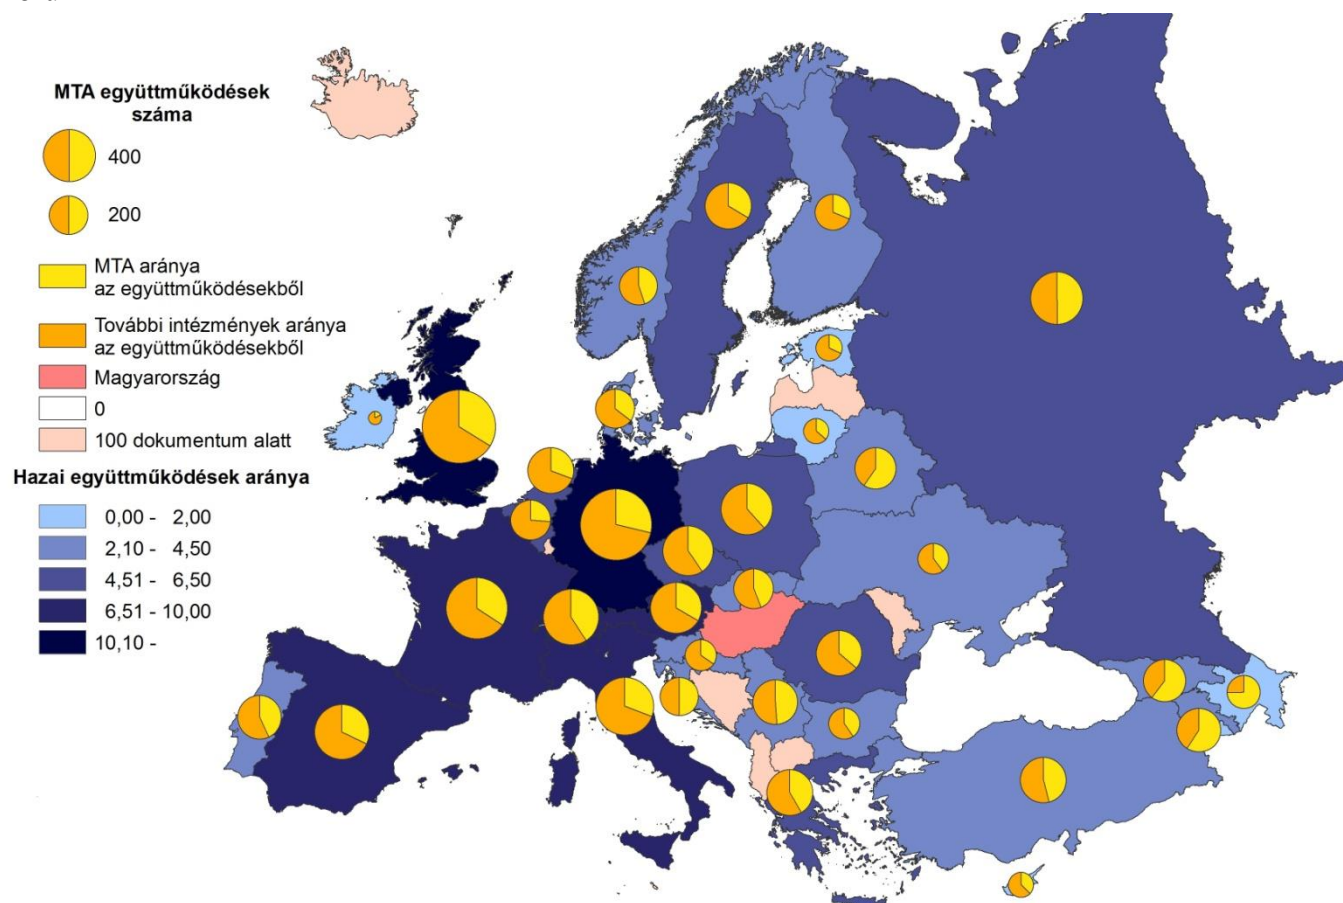 MTA együttműködések
száma
400
200
MTA aránya
az együttműködésekből
További intézmények aránya
az együttműködésekből
Magyarország
0
100 dokumentum alatt
Hazai együttműködések aránya
0,00 - 2,00
2,10 - 4,50
4,51 - 6,50
6,51 - 10,00
10,10 -